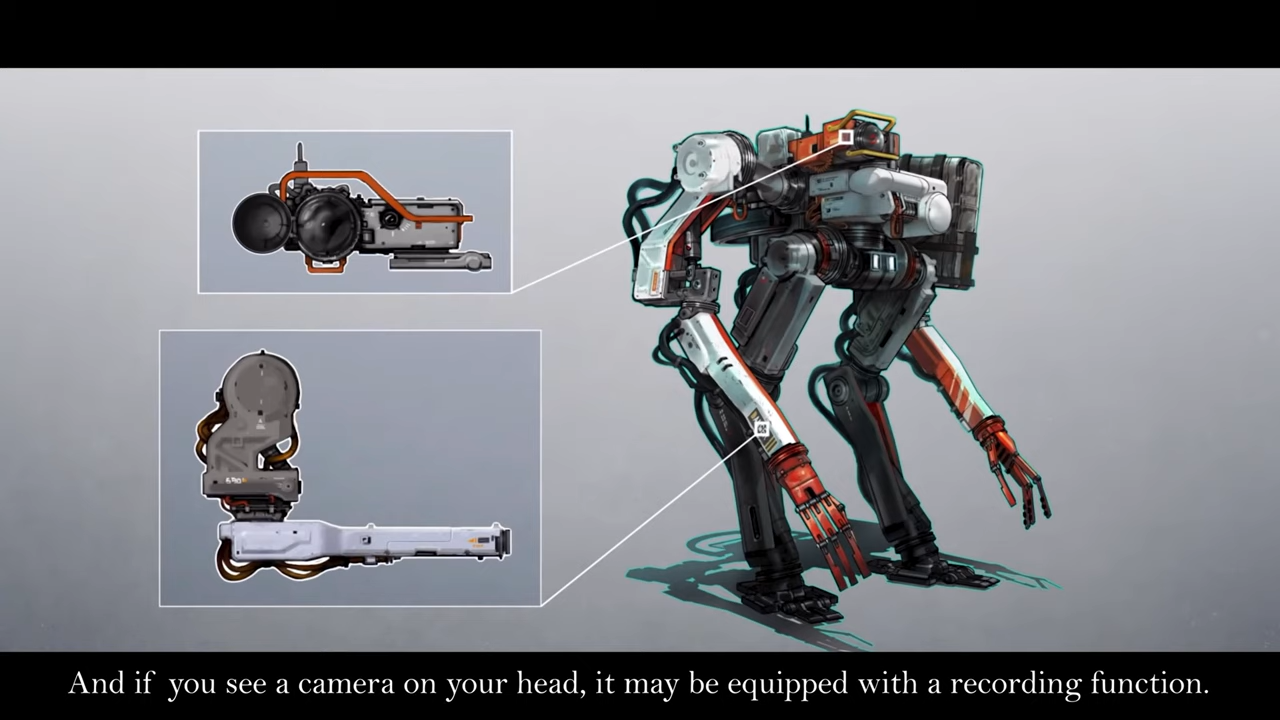 And if you see a camera on your head, it may be equipped with a recording function.